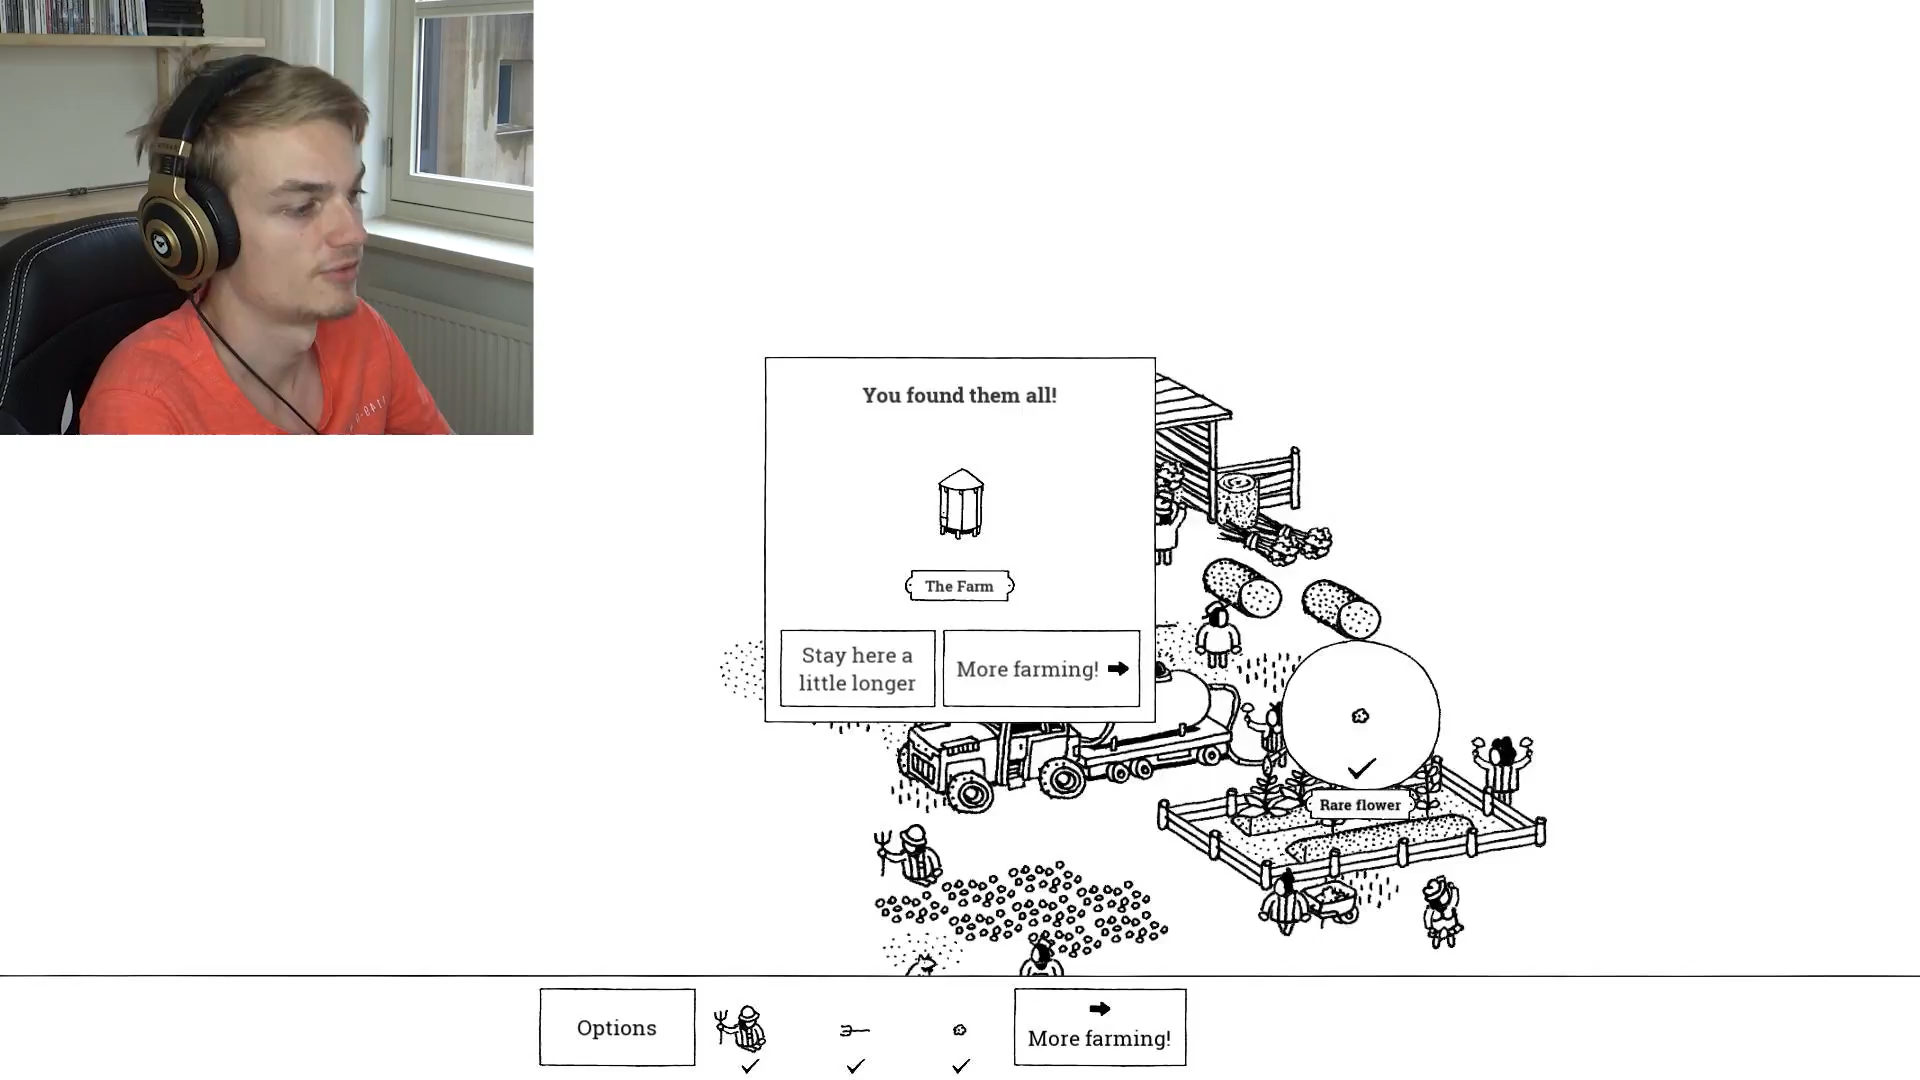 You found them all!
The Farm
Stay here a
little longer
More farming!
Rare flower
Options
More farming!